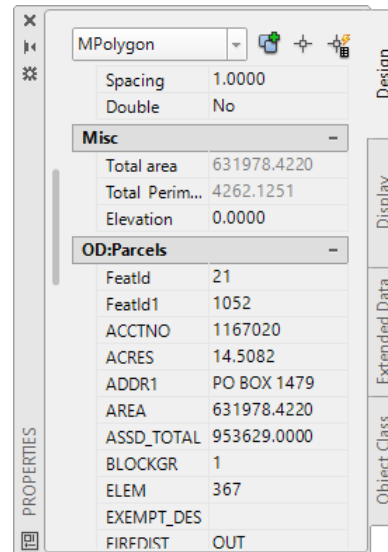 MPolygon
Spacing 1.0000
Double No
Misc
Total area 631978.4220
Total Perim... 4262.1251
Elevation 0.0000
OD:Parcels
FeatId 21
FeatId1 1052
ACCTNO 1167020
ACRES 14.5082
ADDR1 PO BOX 1479
AREA 631978.4220
ASSD_TOTAL 953629.0000
BLOCKGR 1
ELEM 367
EXEMPT_DES
FIREDIST OUT
PROPERTIES
Design
Display
Extended Data
Object Class